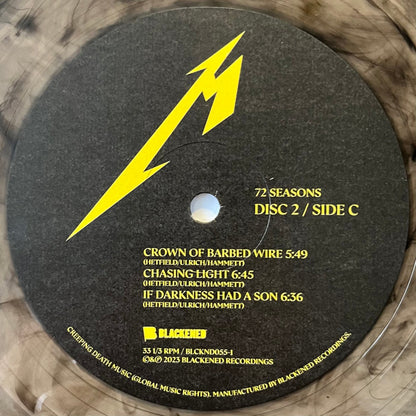 72 SEASONS
DISC 2 / SIDE C
CROWN OF BARBED WIRE 5:49
(HETFIELD/ULRICH/HAMMETT)
CHASING LIGHT 6:45
(HETFIELD/ULRICH/HAMMETT)
IF DARKNESS HAD A SON 6:36
(HETFIELD/ULRICH/HAMMETT)
BLACKENED
33 1/3 RPM / BLCKND055-1
©&℗ 2023 BLACKENED RECORDINGS
CREEPING DEATH MUSIC (GLOBAL MUSIC RIGHTS). MANUFACTURED BY BLACKENED RECORDINGS.